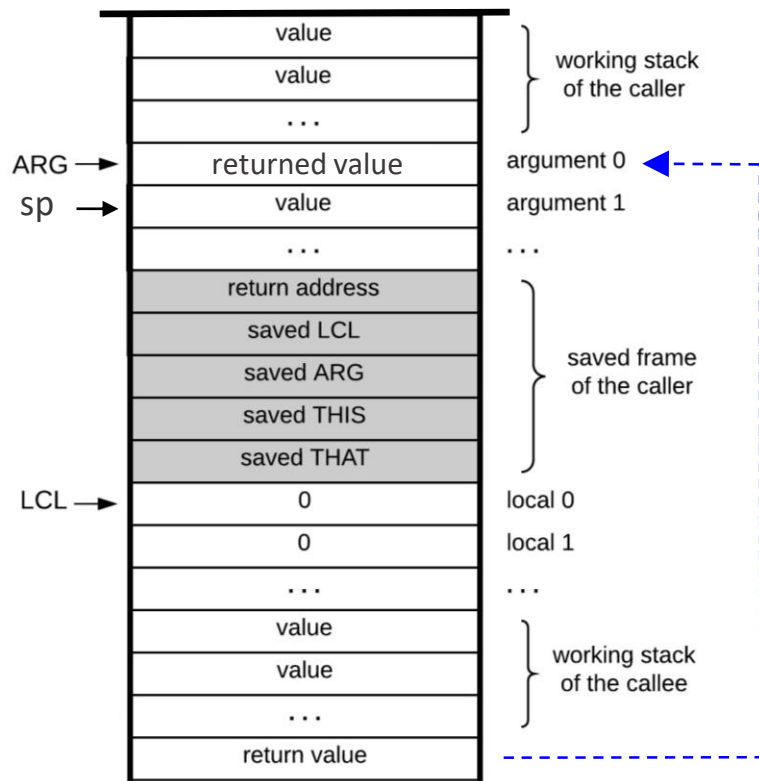 value
value
. . .
working stack
of the caller
ARG
returned value
argument 0
sp
value
argument 1
. . .
. . .
return address
saved LCL
saved ARG
saved THIS
saved THAT
saved frame
of the caller
LCL
0
local 0
0
local 1
. . .
. . .
value
value
. . .
working stack
of the callee
return value